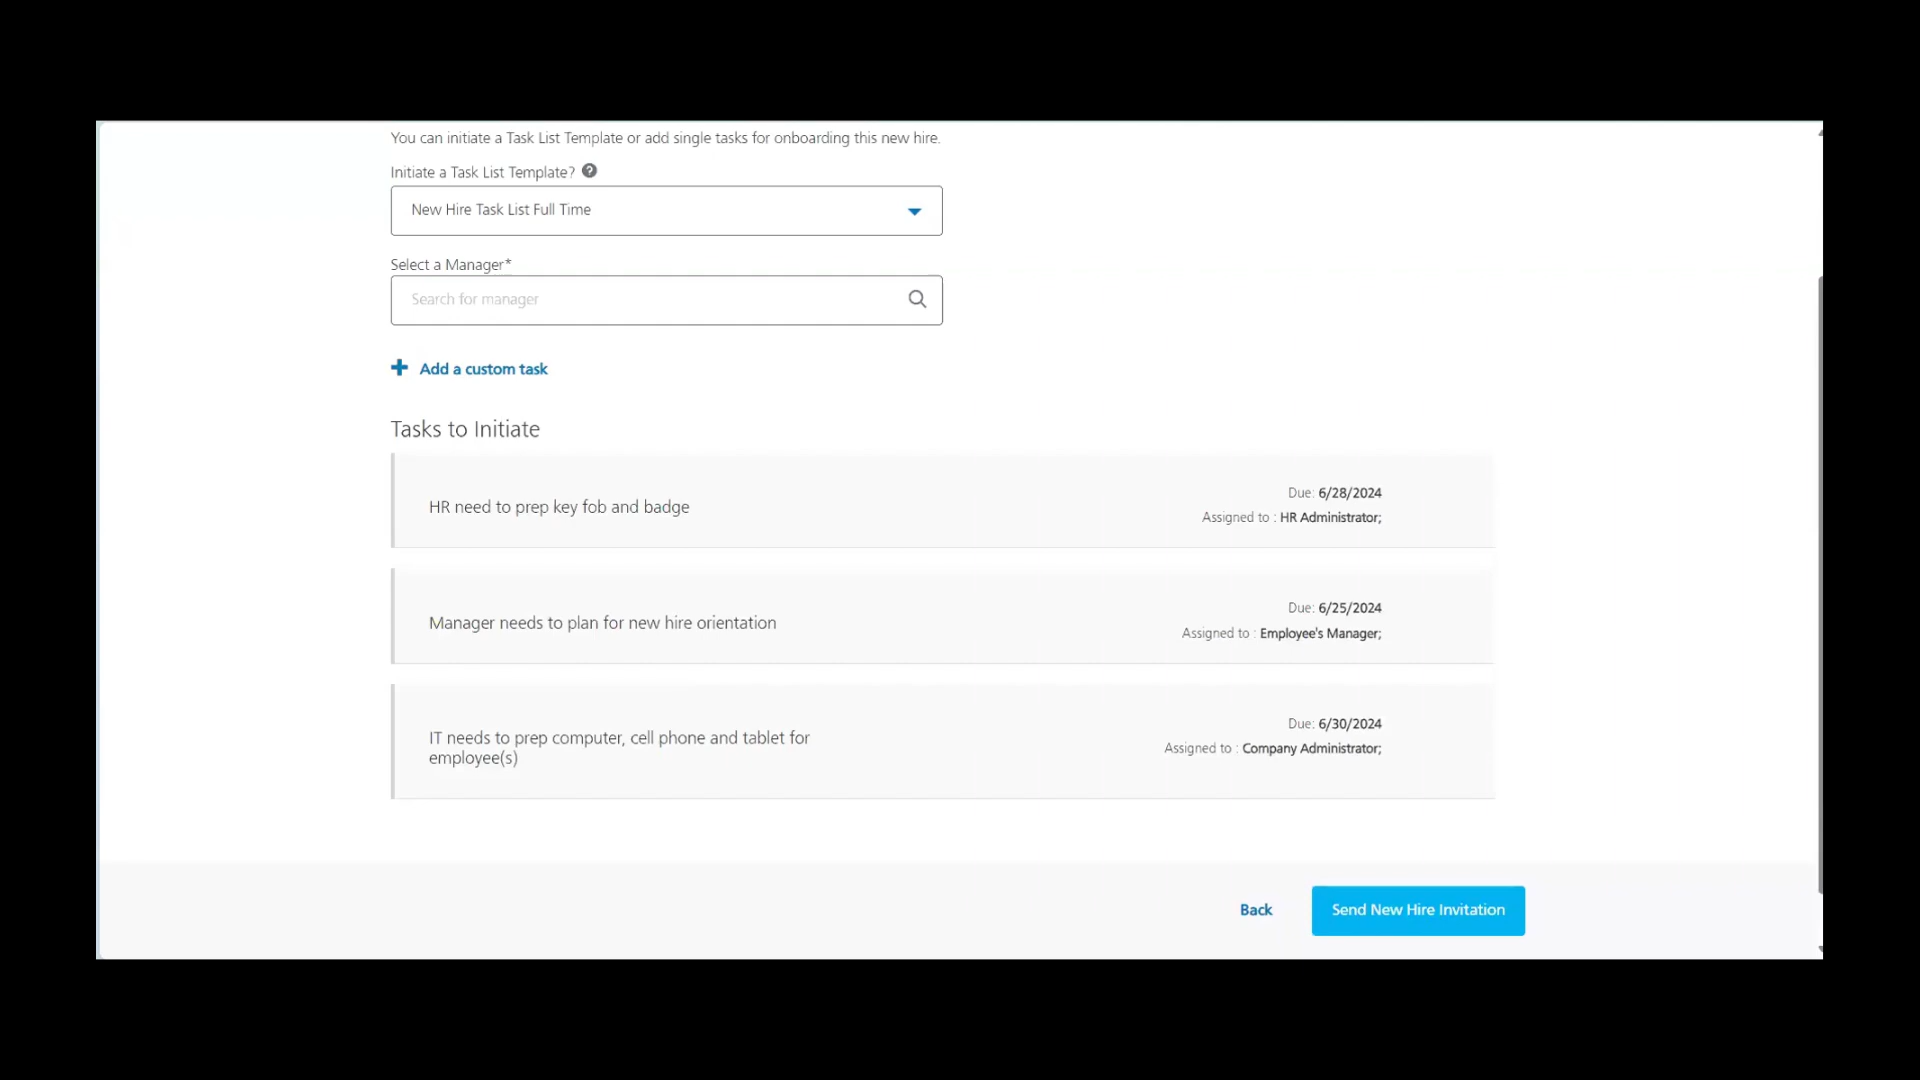 You can initiate a Task List Template or add single tasks for onboarding this new hire.
Initiate a Task List Template? ?
New Hire Task List Full Time
Select a Manager*
Search for manager
Add a custom task
Tasks to Initiate
HR need to prep key fob and badge
Due: 6/28/2024
Assigned to : HR Administrator;
Manager needs to plan for new hire orientation
Due: 6/25/2024
Assigned to : Employee's Manager;
IT needs to prep computer, cell phone and tablet for
employee(s)
Due: 6/30/2024
Assigned to : Company Administrator;
Back
Send New Hire Invitation